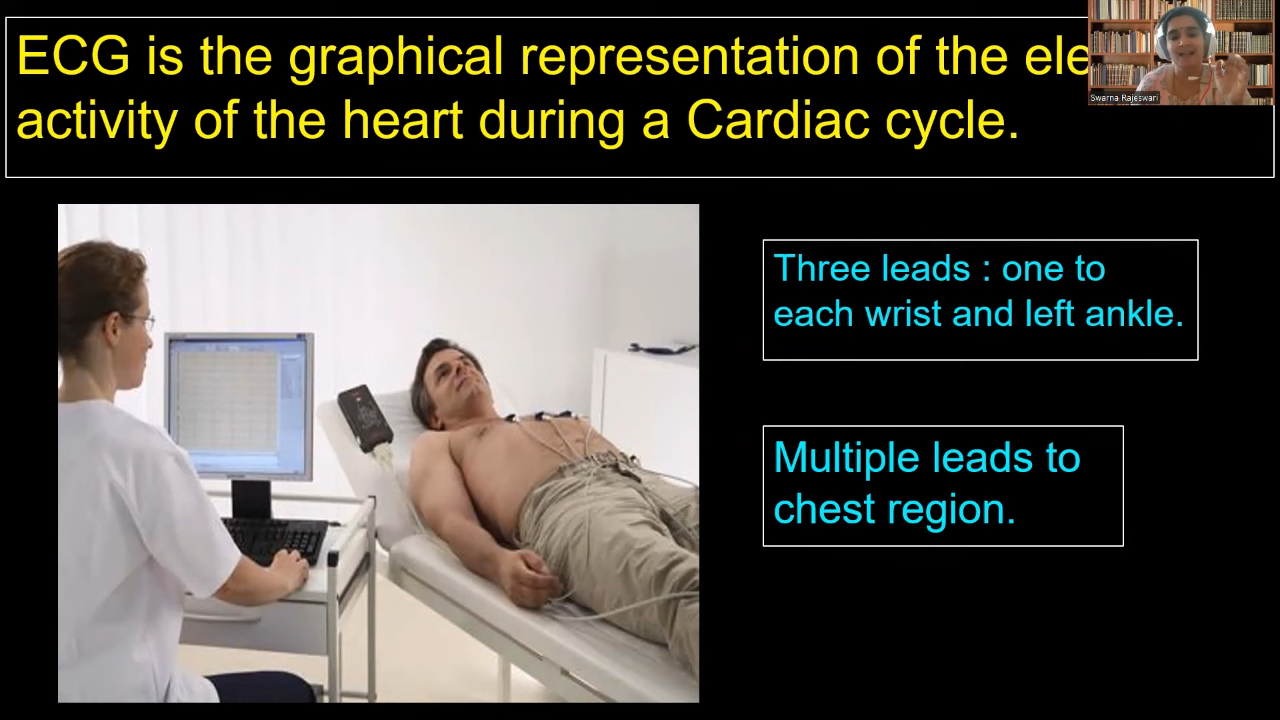 ECG is the graphical representation of the ele
activity of the heart during a Cardiac cycle.
Swarna Rajeswari
Three leads : one to
each wrist and left ankle.
Multiple leads to
chest region.